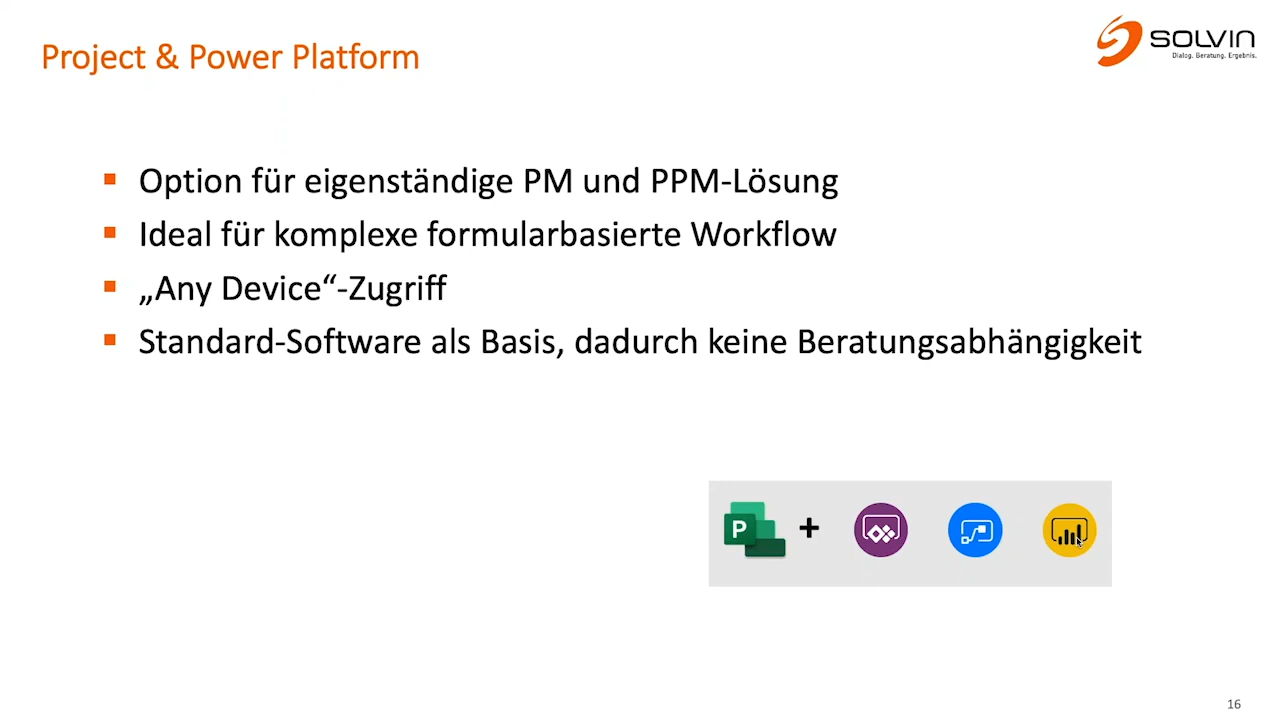 Project & Power Platform
SOLVIN
Dialog. Beratung. Ergebnis.
Option für eigenständige PM und PPM-Lösung
Ideal für komplexe formularbasierte Workflow
„Any Device“-Zugriff
Standard-Software als Basis, dadurch keine Beratungsabhängigkeit
P +
16